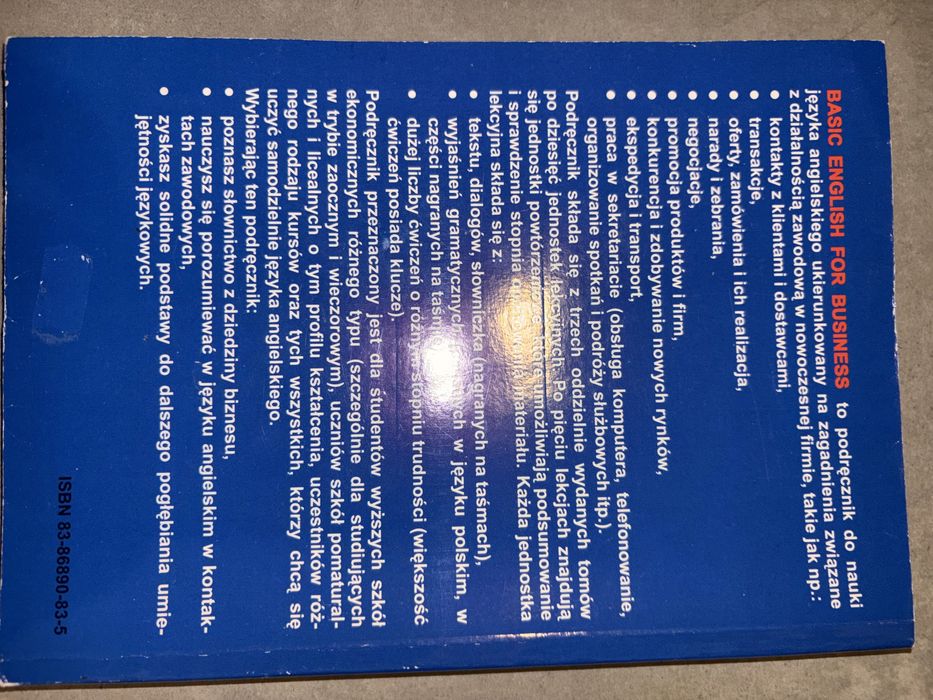 BASIC ENGLISH FOR BUSINESS to podręcznik do nauki
języka angielskiego ukierunkowany na zagadnienia związane
z działalnością zawodową w nowoczesnej firmie, takie jak np.:
• kontakty z klientami i dostawcami,
• transakcje,
• oferty, zamówienia i ich realizacja,
• narady i zebrania,
• negocjacje,
• promocja produktów i firm,
• konkurencja i zdobywanie nowych rynków,
• ekspedycja i transport,
• praca w sekretariacie (obsługa komputera, telefonowanie,
organizowanie spotkań i podróży służbowych itp.).
Podręcznik składa się z trzech oddzielnie wydanych tomów
po dziesięć jednostek lekcyjnych. Po pięciu lekcjach znajdują
się jednostki powtórzeniowe, które umożliwiają podsumowanie
i sprawdzenie stopnia materiału. Każda jednostka
lekcyjna składa się z:
• tekstu, dialogów, słowniczka (nagranych na taśmach),
• wyjaśnień gramatycznych w języku polskim, w
części nagranych na taśmie,
• dużej liczby ćwiczeń o różnym stopniu trudności (większość
ćwiczeń posiada klucze).
Podręcznik przeznaczony jest dla studentów wyższych szkół
ekonomicznych różnego typu (szczególnie dla studiujących
w trybie zaocznym i wieczorowym), uczniów szkół pomatural-
nych i licealnych o tym profilu kształcenia, uczestników róż-
nego rodzaju kursów oraz tych wszystkich, którzy chcą się
uczyć samodzielnie języka angielskiego.
Wybierając ten podręcznik:
• poznasz słownictwo z dziedziny biznesu,
• nauczysz się porozumiewać w języku angielskim w kontak-
tach zawodowych,
• zyskasz solidne podstawy do dalszego pogłębiania umie-
jętności językowych.
ISBN 83-86890-83-5